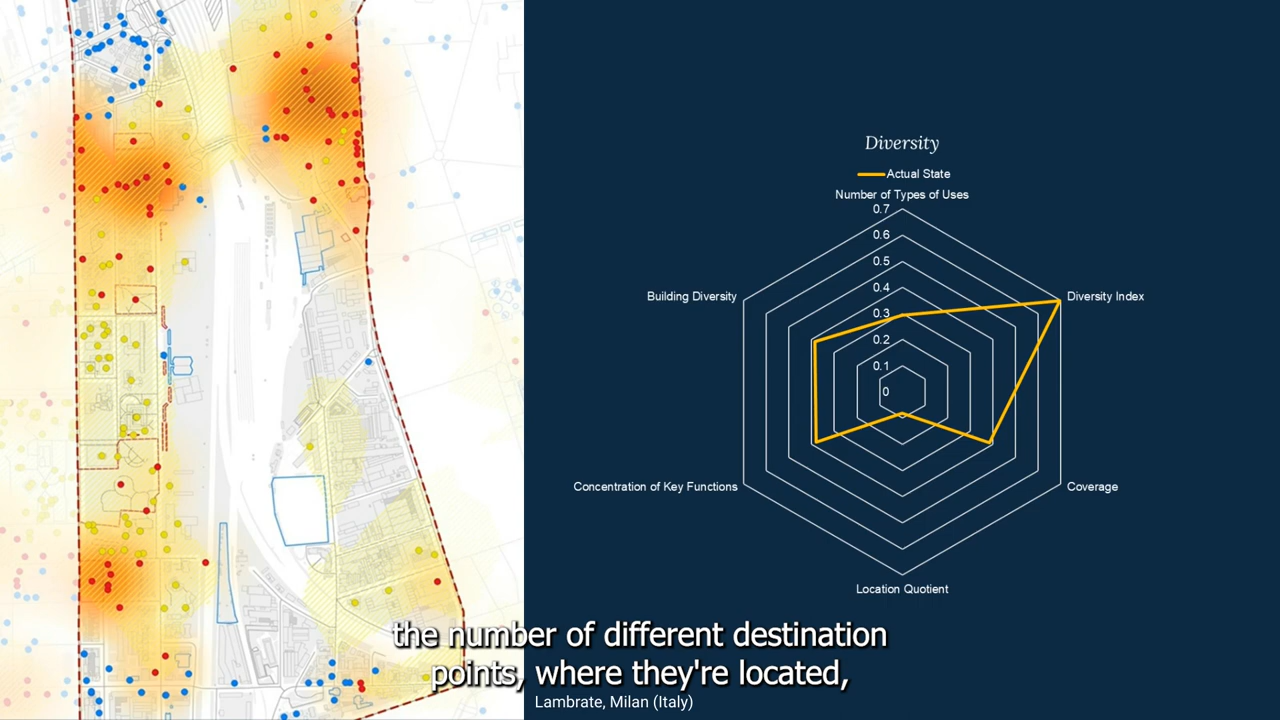 Diversity
Actual State
Number of Types of Uses
0.7
0.6
0.5
0.4
0.3
0.2
0.1
0
Building Diversity
Diversity Index
Concentration of Key Functions
Coverage
Location Quotient
the number of different destination
points, where they're located,
Lambrate, Milan (Italy)